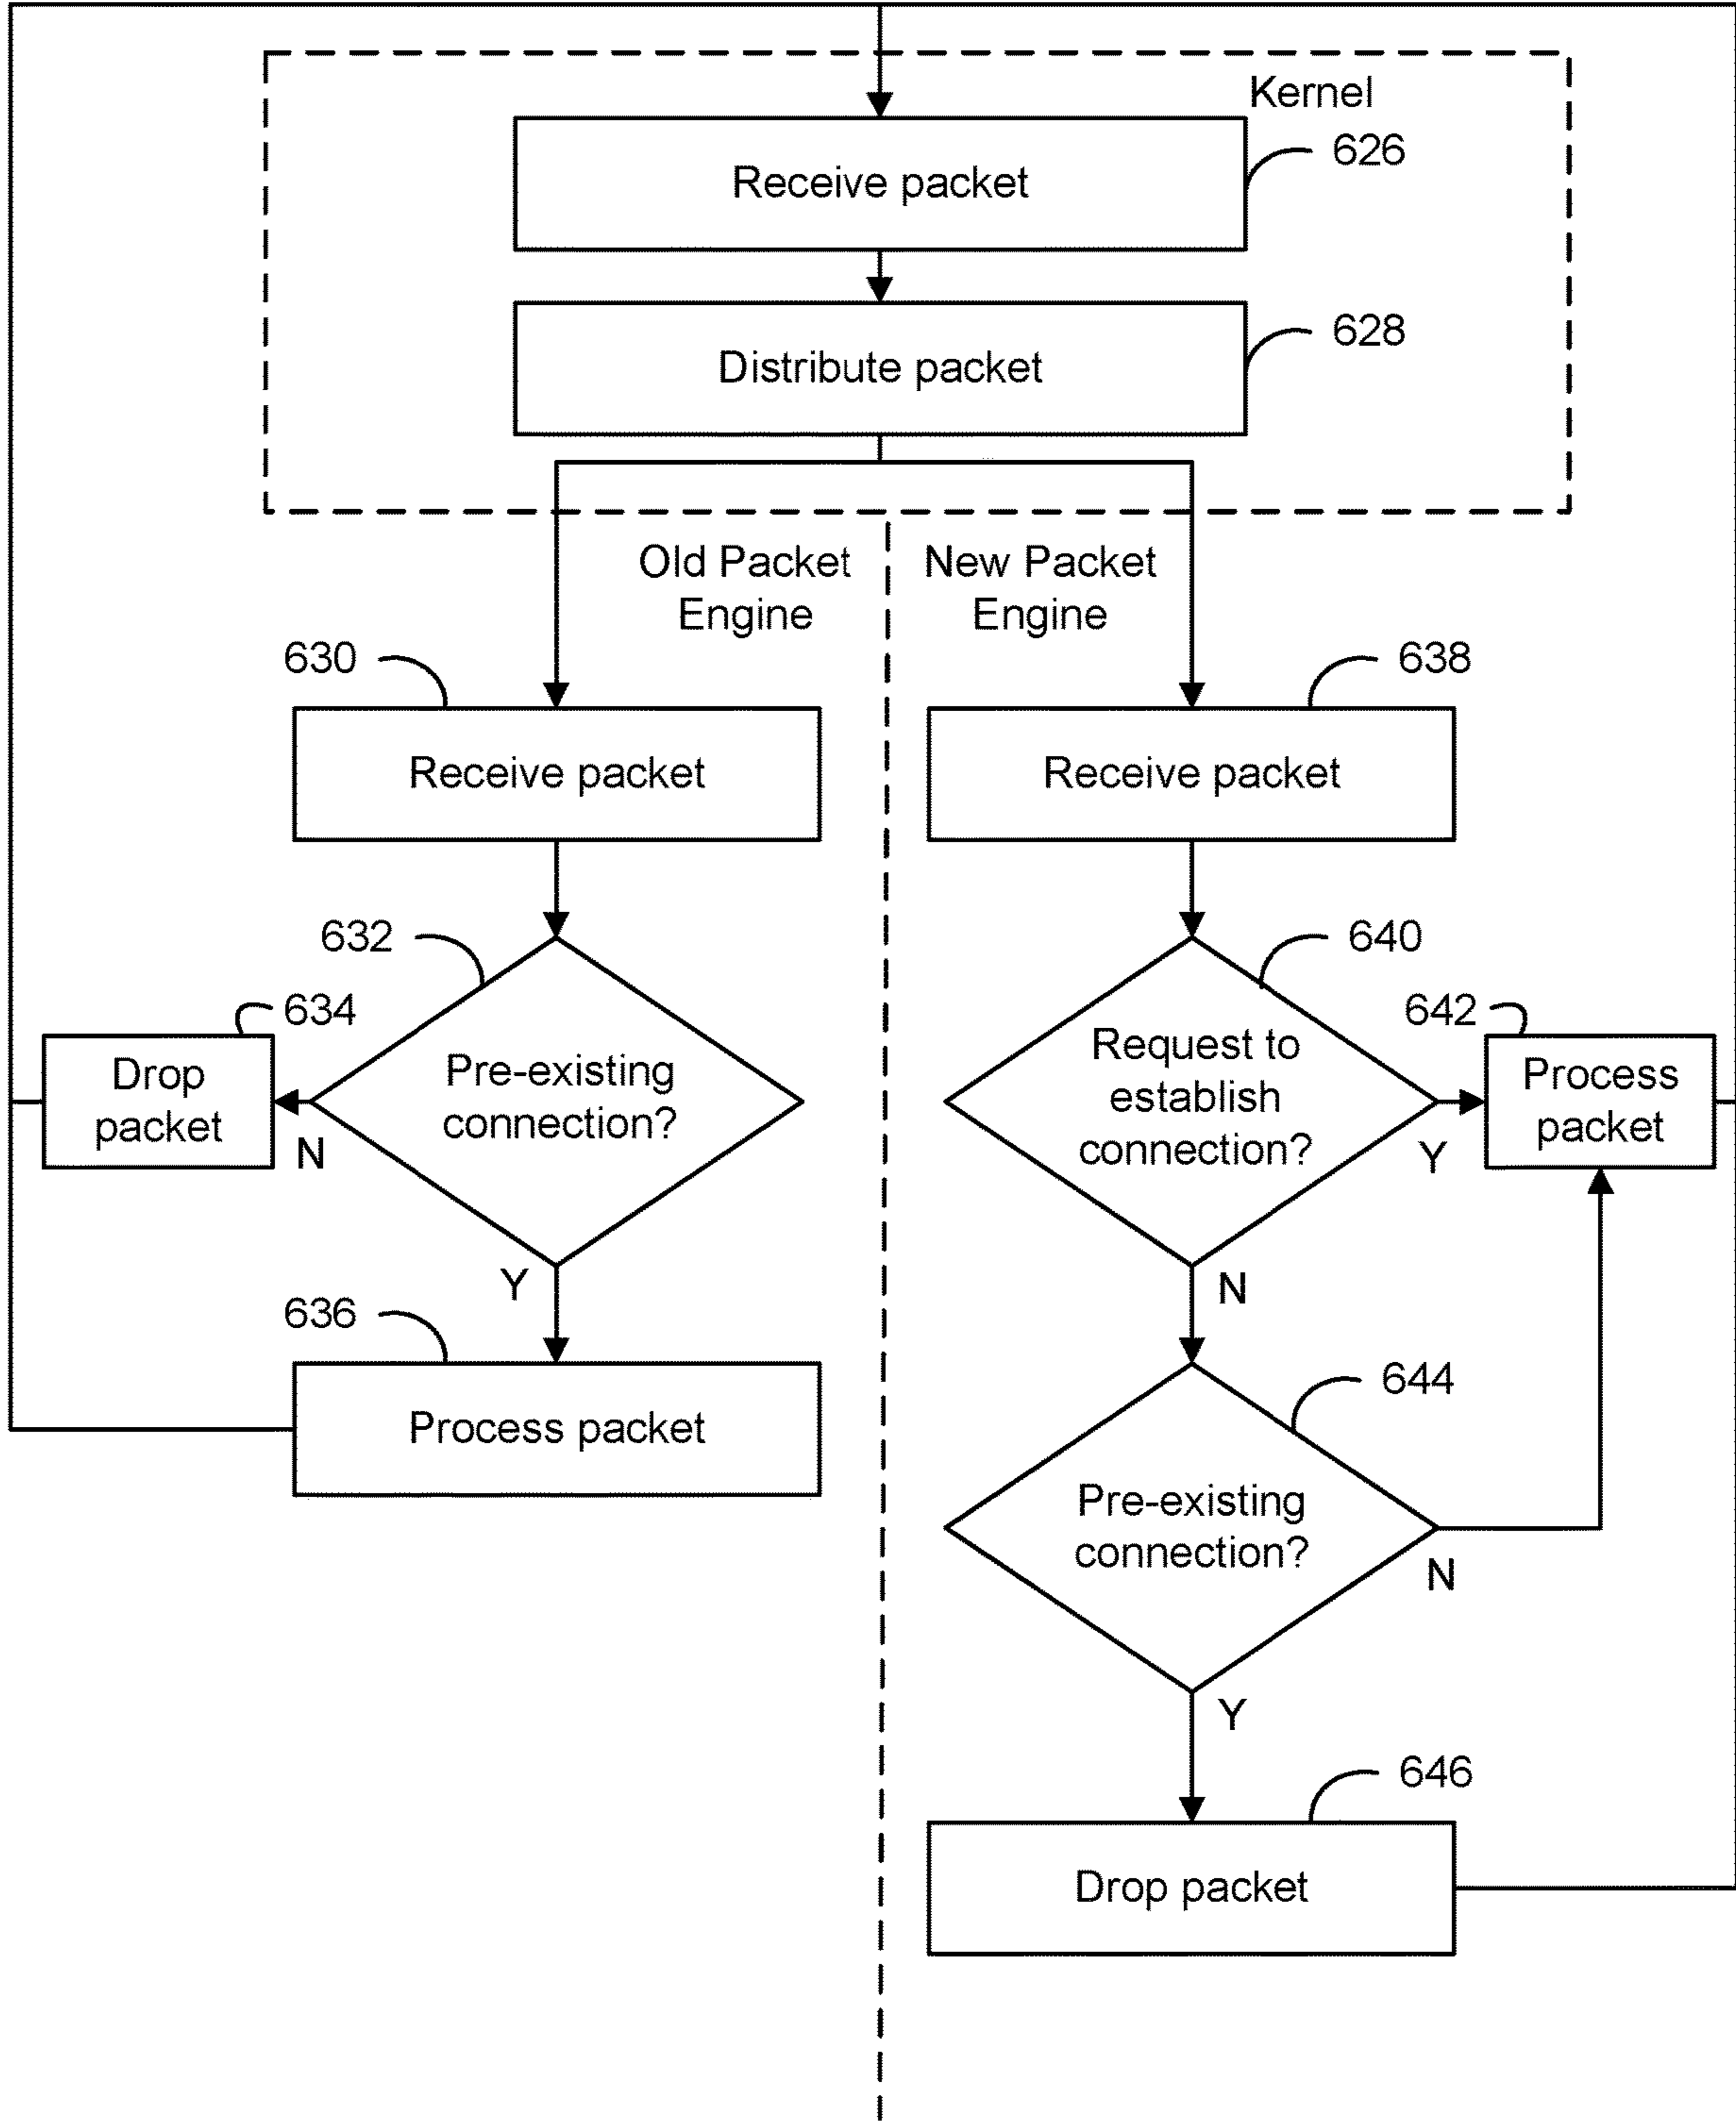 Kernel
626
Receive packet
628
Distribute packet
Old Packet
Engine
New Packet
Engine
630
Receive packet
638
Receive packet
632
Pre-existing
connection?
640
Request to
establish
connection?
634
Drop
packet
N
642
Process
packet
Y
Y
N
636
Process packet
644
Pre-existing
connection?
N
Y
646
Drop packet